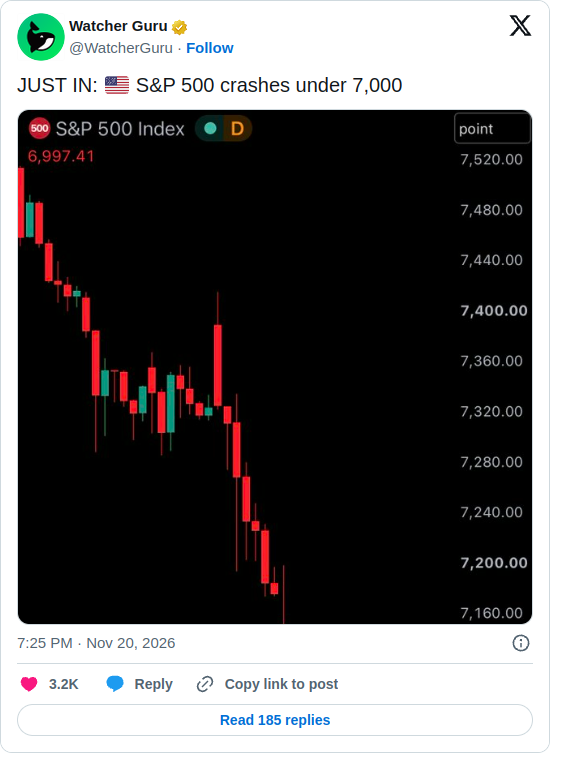 Watcher Guru
@WatcherGuru · Follow
JUST IN: 🇺🇸 S&P 500 crashes under 7,000
500 S&P 500 Index D
point
6,997.41
7,520.00
7,480.00
7,440.00
7,400.00
7,360.00
7,320.00
7,280.00
7,240.00
7,200.00
7,160.00
7:25 PM · Nov 20, 2026
3.2K Reply Copy link to post
Read 185 replies